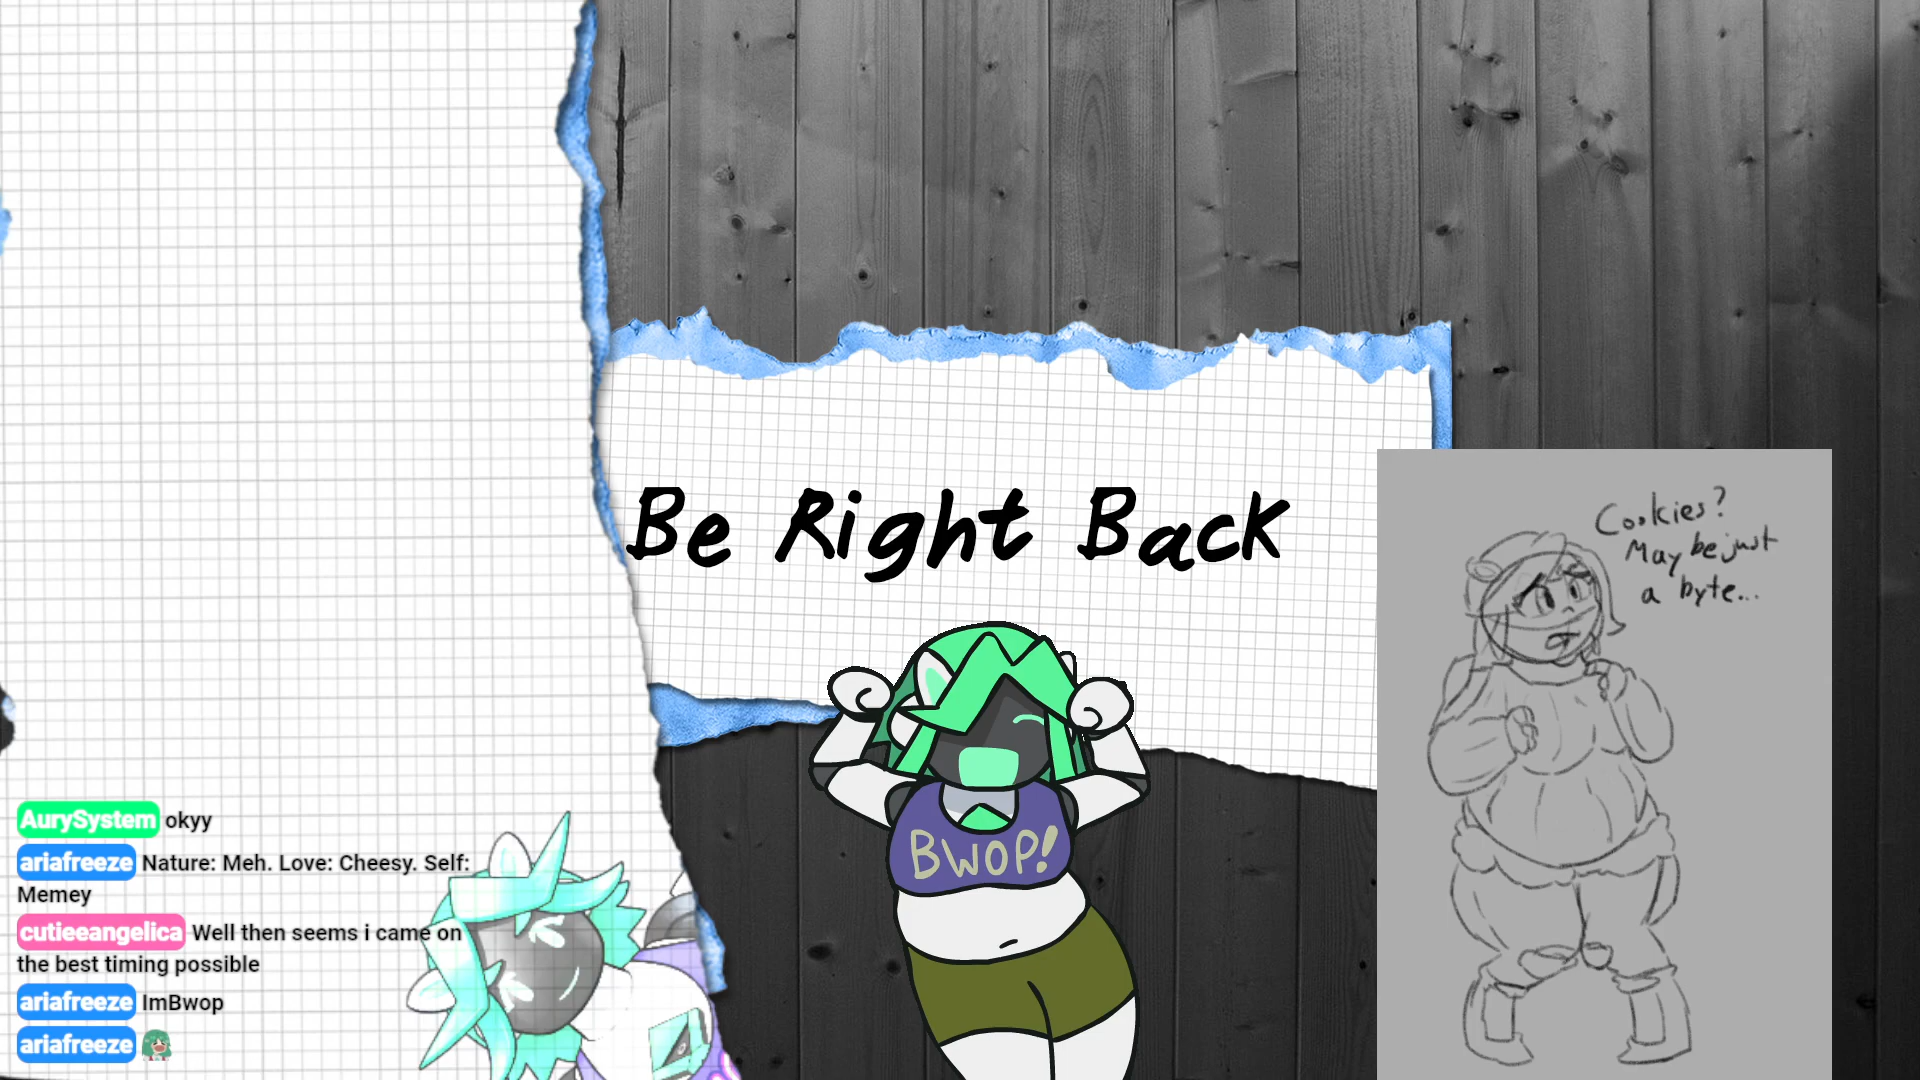 Be Right Back
Cookies?
May be just
a byte...
BWOP!
AurySystem okyy
ariafreeze Nature: Meh. Love: Cheesy. Self:
Memey
cutieeangelica Well then seems i came on
the best timing possible
ariafreeze ImBwop
ariafreeze